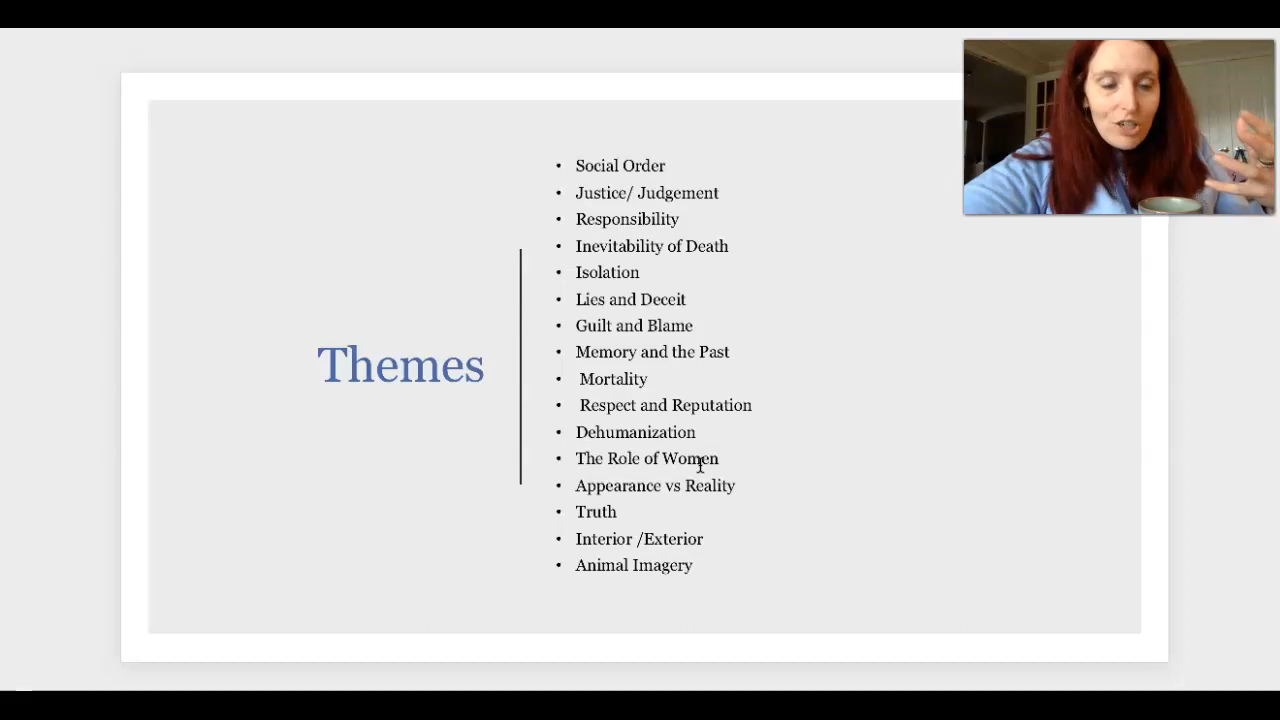 Themes
• Social Order
• Justice/ Judgement
• Responsibility
• Inevitability of Death
• Isolation
• Lies and Deceit
• Guilt and Blame
• Memory and the Past
• Mortality
• Respect and Reputation
• Dehumanization
• The Role of Women
• Appearance vs Reality
• Truth
• Interior /Exterior
• Animal Imagery